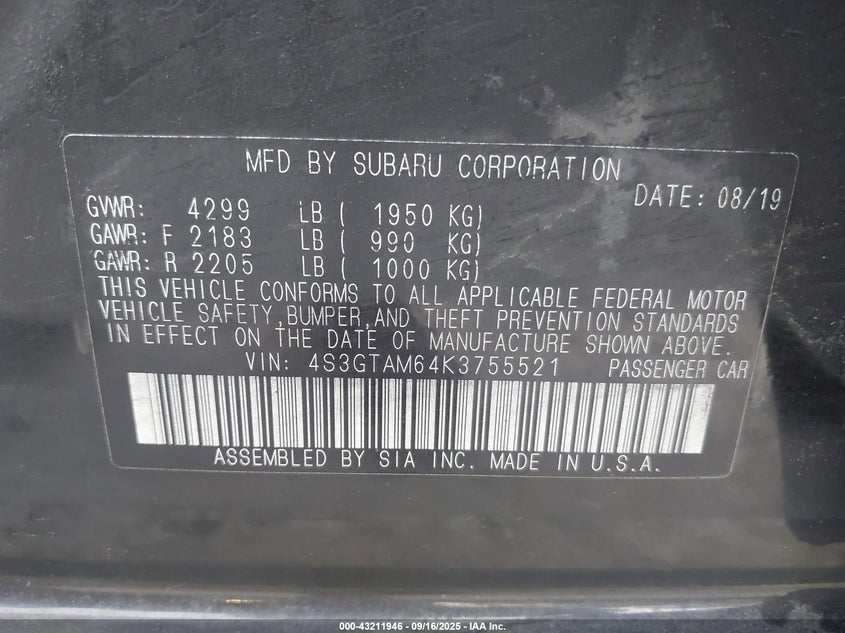 MFD BY SUBARU CORPORATION
DATE: 08/19
GVWR: 4299 LB ( 1950 KG)
GAWR: F 2183 LB ( 990 KG)
GAWR: R 2205 LB ( 1000 KG)
THIS VEHICLE CONFORMS TO ALL APPLICABLE FEDERAL MOTOR
VEHICLE SAFETY,BUMPER,AND THEFT PREVENTION STANDARDS
IN EFFECT ON THE DATE OF MANUFACTURE SHOWN ABOVE.
VIN: 4S3GTAM64K3755521 PASSENGER CAR
ASSEMBLED BY SIA INC. MADE IN U.S.A.
000-43211946 - 09/16/2025 - IAA Inc.